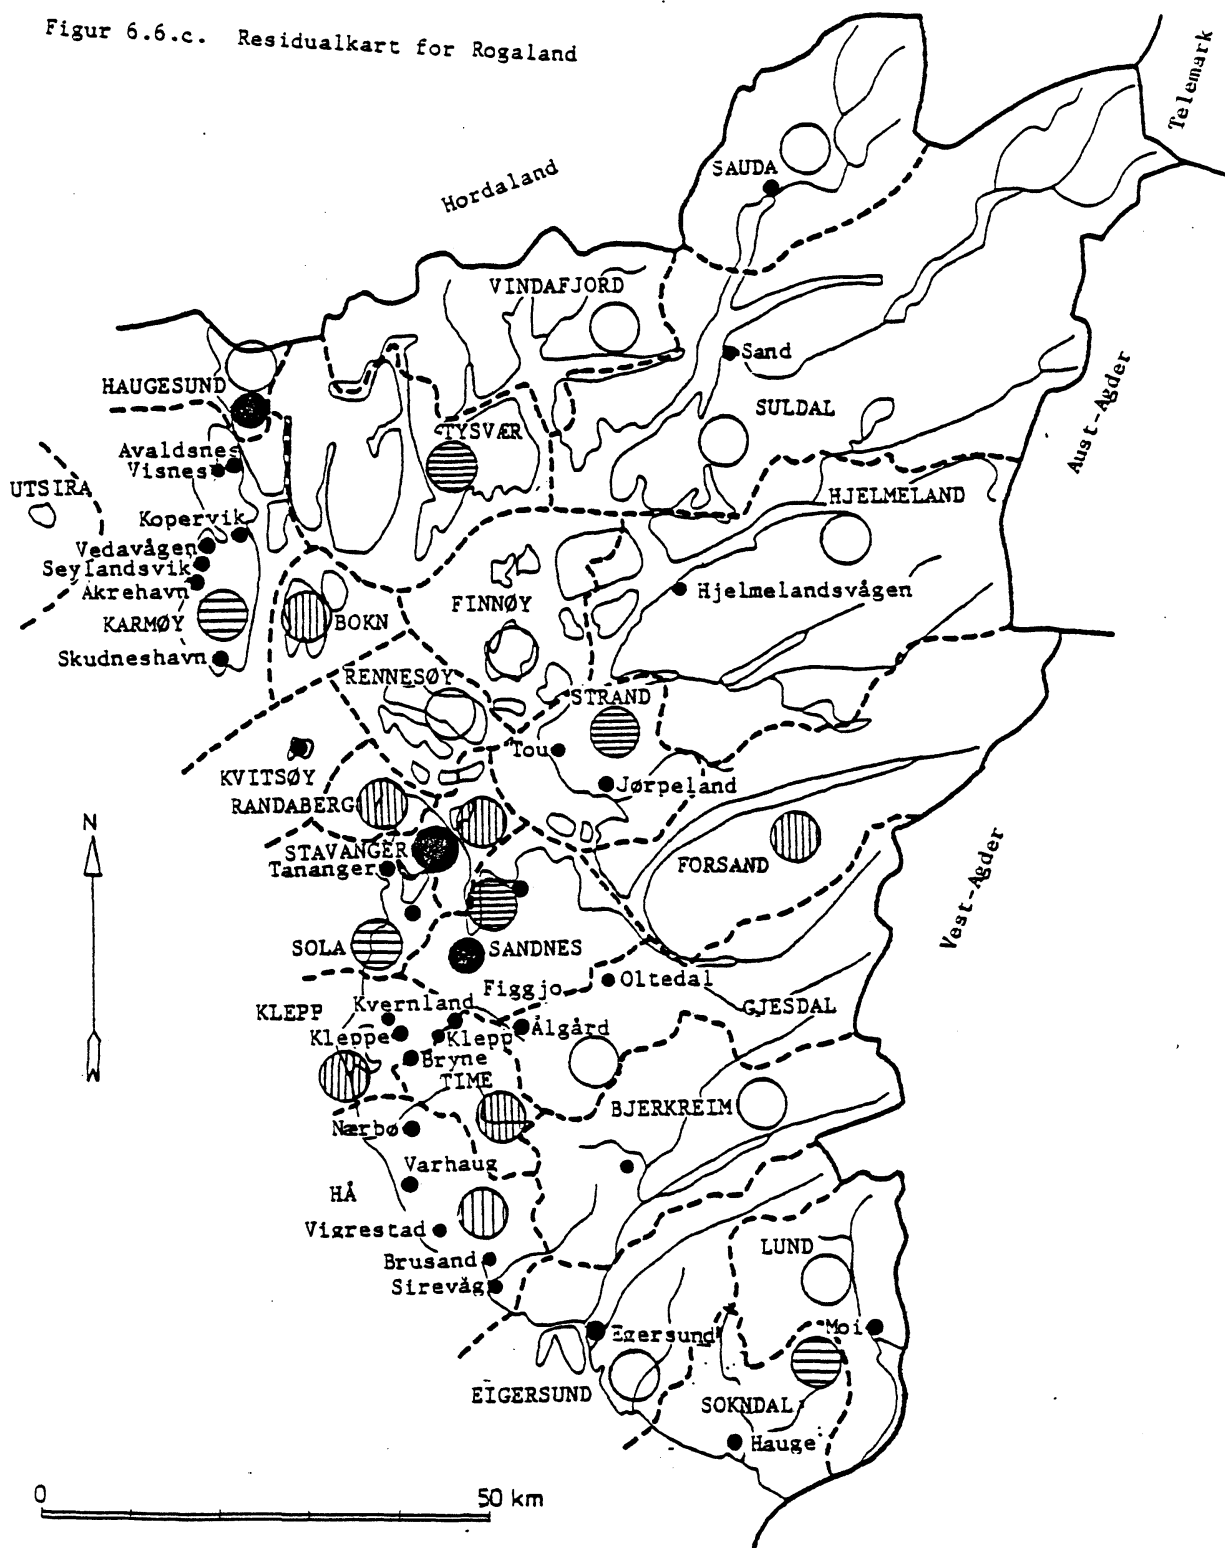 Figur 6.6.c. Residualkart for Rogaland
Telemark
Hordaland
SAUDA
VINDAFJORD
Sand
HAUGESUND
SULDAL
Aust-Agder
TYSVÆR
Avaldsnes
Visnes
UTSIRA
HJELMELAND
Kopervik
Vedavågen
Seylandsvik
Åkrehavn
Hjelmelandsvågen
FINNØY
KARMØY
BOKN
Skudneshavn
RENNESØY
STRAND
Tou
KVITSØY
Jørpeland
RANDABERG
N
STAVANGER
Tananger
FORSAND
Vest-Agder
SOLA
SANDNES
Oltedal
Figgjo
KLEPP
Kvernland
GJESDAL
Kleppe
Klepp
Ålgård
Bryne
TIME
BJERKREIM
Nærbø
Varhaug
HÅ
Vigrestad
LUND
Brusand
Sirevåg
Egersund
Moi
EIGERSUND
SOKNDAL
Hauge
0
50 km